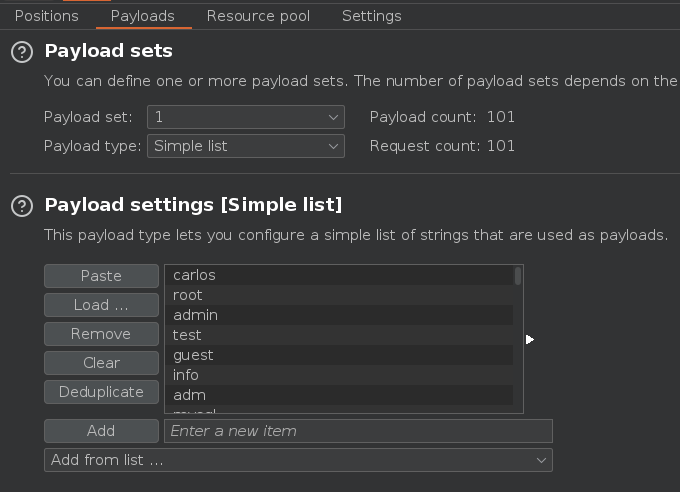 Positions Payloads Resource pool Settings
Payload sets
You can define one or more payload sets. The number of payload sets depends on the
Payload set: 1 Payload count: 101
Payload type: Simple list Request count: 101
Payload settings [Simple list]
This payload type lets you configure a simple list of strings that are used as payloads.
Paste
Load ...
Remove
Clear
Deduplicate
carlos
root
admin
test
guest
info
adm
Add Enter a new item
Add from list ...